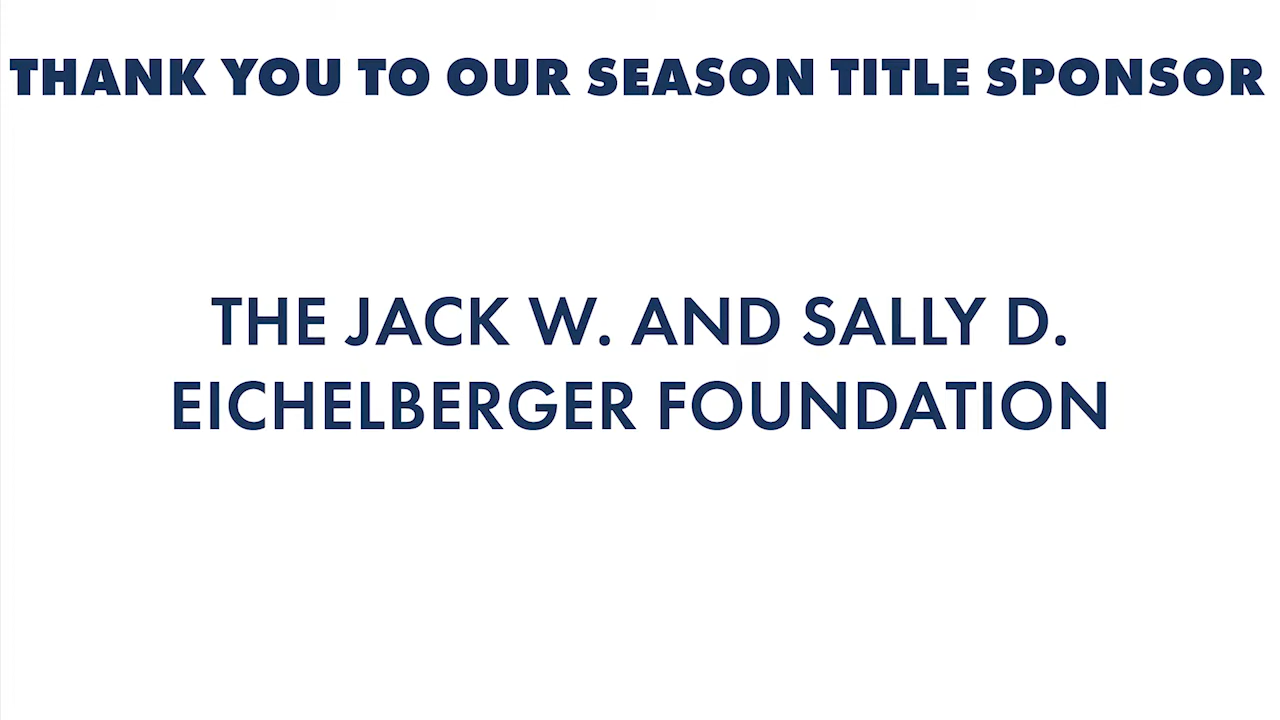 THANK YOU TO OUR SEASON TITLE SPONSOR
THE JACK W. AND SALLY D.
EICHELBERGER FOUNDATION